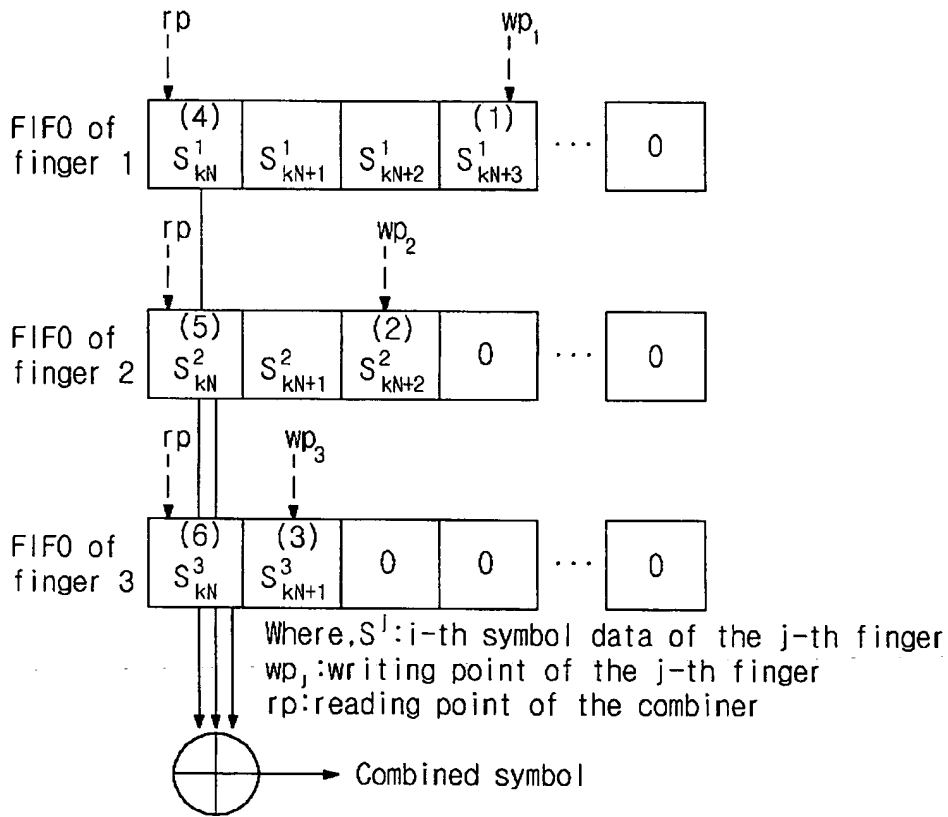 rp wp₁
FIFO of finger 1
(4) (1)
S¹kN S¹kN+1 S¹kN+2 S¹kN+3 ··· 0
rp wp₂
FIFO of finger 2
(5) (2)
S²kN S²kN+1 S²kN+2 0 ··· 0
rp wp₃
FIFO of finger 3
(6) (3)
S³kN S³kN+1 0 0 ··· 0
Where,Sʲ:i-th symbol data of the j-th finger
wpⱼ:writing point of the j-th finger
rp:reading point of the combiner
Combined symbol